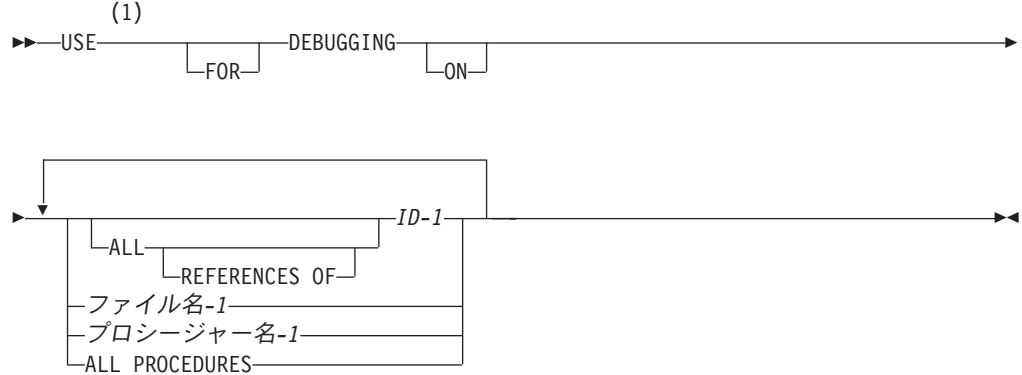 (1)
USE FOR DEBUGGING ON
ALL REFERENCES OF ID-1
ファイル名-1
プロシージャー名-1
ALL PROCEDURES